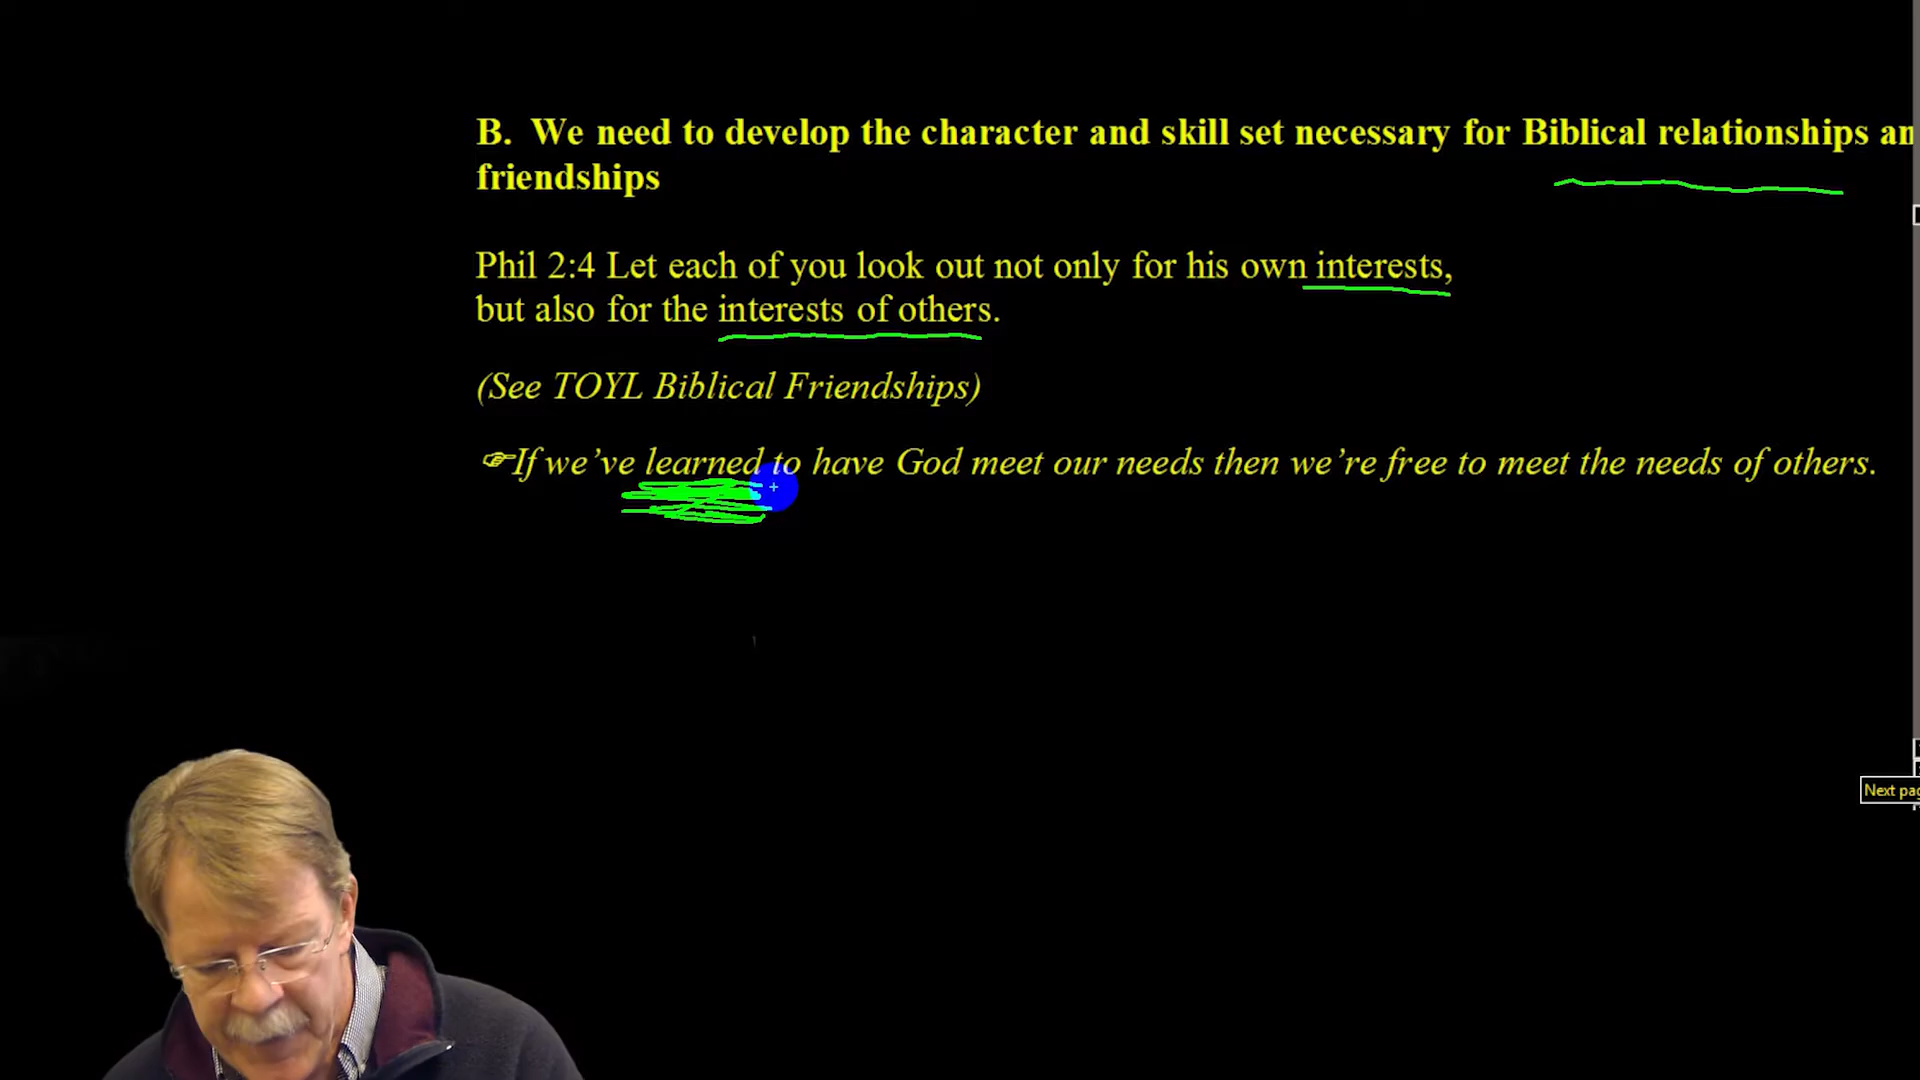 B. We need to develop the character and skill set necessary for Biblical relationships an
friendships
Phil 2:4 Let each of you look out not only for his own interests,
but also for the interests of others.
(See TOYL Biblical Friendships)
☞If we’ve learned to have God meet our needs then we’re free to meet the needs of others.
Next pag